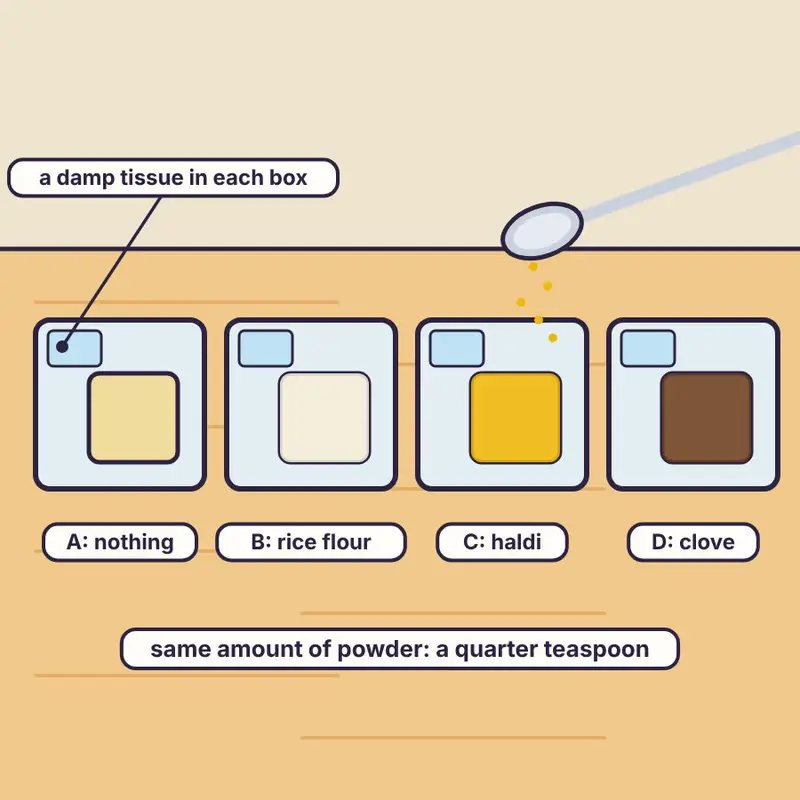 a damp tissue in each box
A: nothing
B: rice flour
C: haldi
D: clove
same amount of powder: a quarter teaspoon